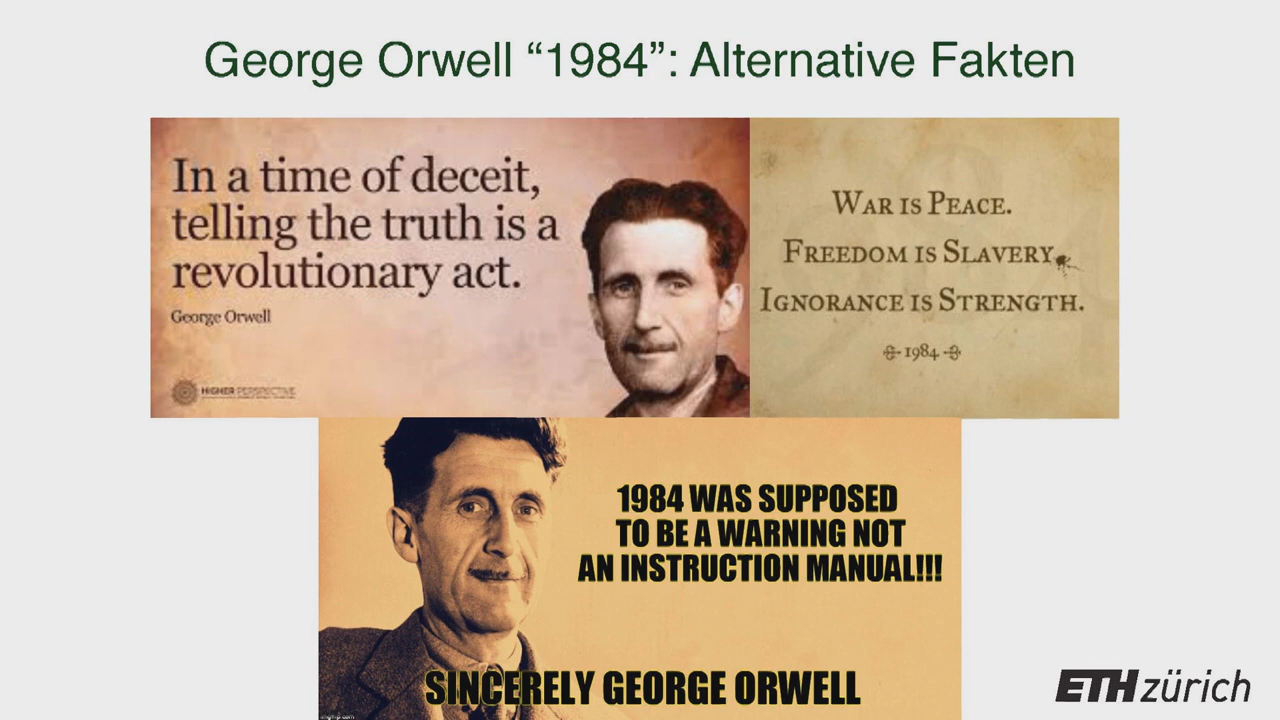 George Orwell “1984”: Alternative Fakten
In a time of deceit,
telling the truth is a
revolutionary act.
George Orwell
HIGHER PERSPECTIVE
WAR IS PEACE.
FREEDOM IS SLAVERY.
IGNORANCE IS STRENGTH.
1984
1984 WAS SUPPOSED
TO BE A WARNING NOT
AN INSTRUCTION MANUAL!!!
SINCERELY GEORGE ORWELL
imgflip.com
ETH zürich